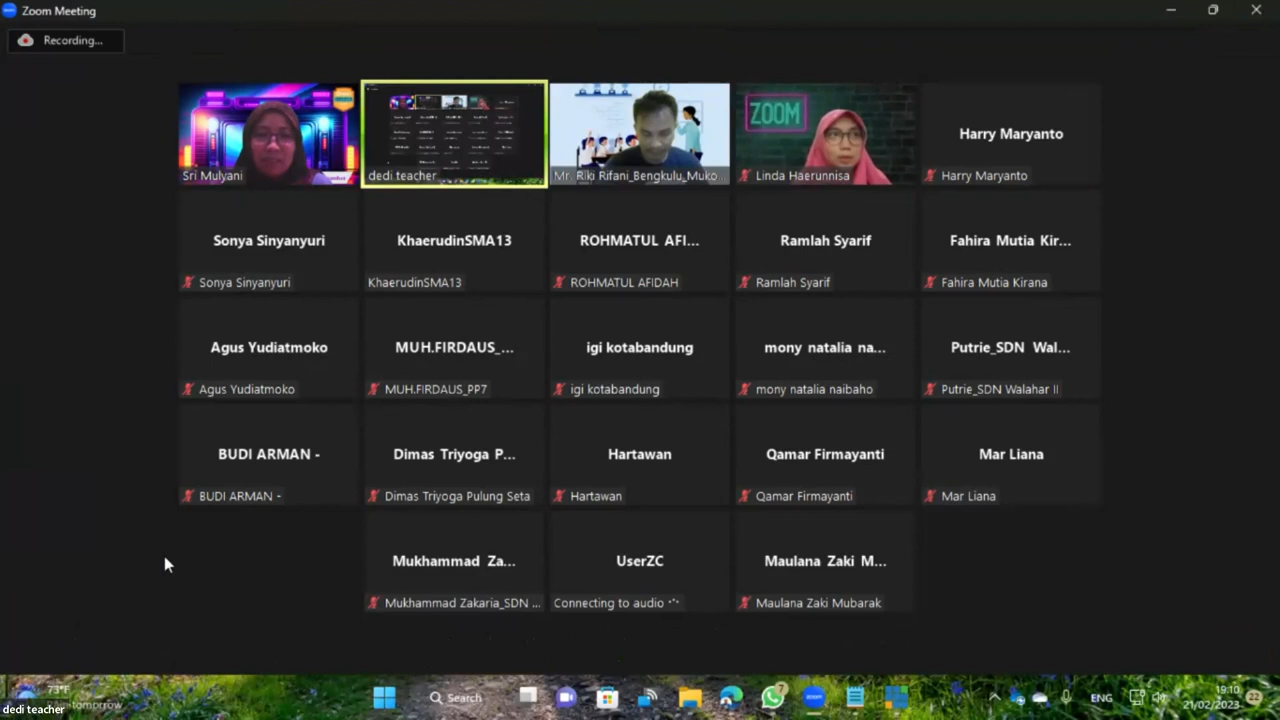 Zoom Meeting
Recording...
ZOOM
Sri Mulyani
dedi teacher
Mr. Riki Rifani_Bengkulu_Muko...
Linda Haerunnisa
Harry Maryanto
Harry Maryanto
Sonya Sinyanyuri
KhaerudinSMA13
ROHMATUL AFI...
Ramlah Syarif
Fahira Mutia Kir...
Sonya Sinyanyuri
KhaerudinSMA13
ROHMATUL AFIDAH
Ramlah Syarif
Fahira Mutia Kirana
Agus Yudiatmoko
MUH.FIRDAUS_...
igi kotabandung
mony natalia na...
Putrie_SDN Wal...
Agus Yudiatmoko
MUH.FIRDAUS_PP7
igi kotabandung
mony natalia naibaho
Putrie_SDN Walahar II
BUDI ARMAN -
Dimas Triyoga P...
Hartawan
Qamar Firmayanti
Mar Liana
BUDI ARMAN -
Dimas Triyoga Pulung Seta
Hartawan
Qamar Firmayanti
Mar Liana
Mukhammad Za...
UserZC
Maulana Zaki M...
Mukhammad Zakaria_SDN ...
Connecting to audio
Maulana Zaki Mubarak
73°F
tomorrow
dedi teacher
Search
ENG
19:10
21/02/2023
22